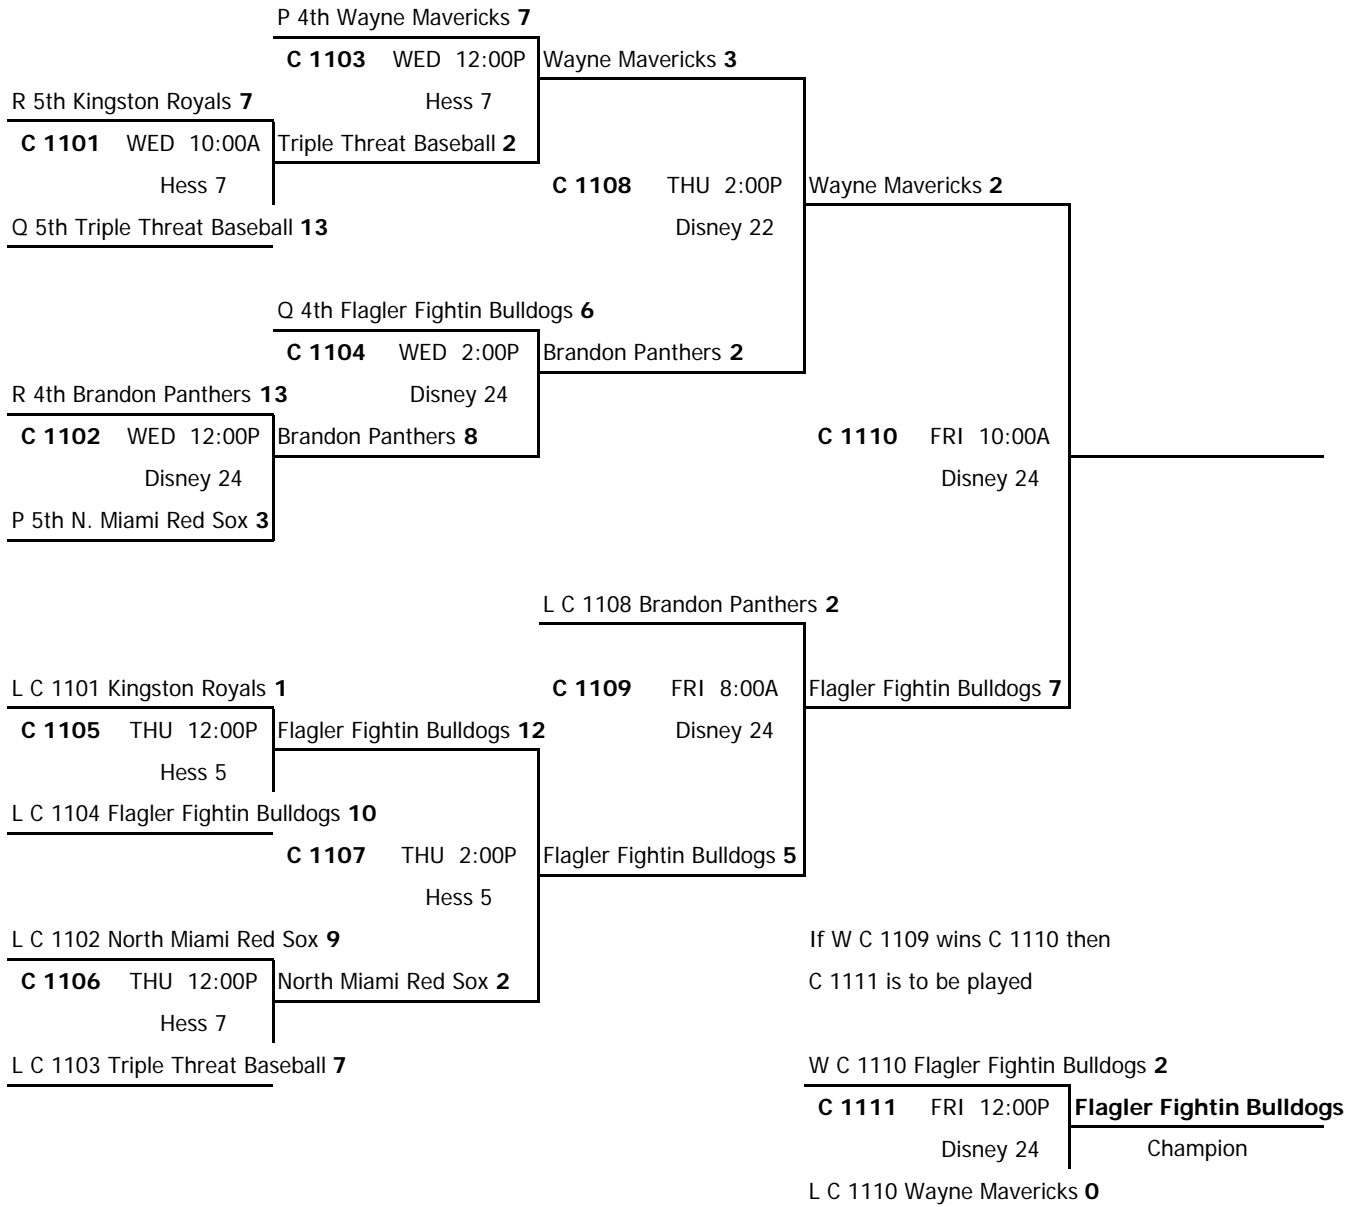 P 4th Wayne Mavericks 7
C 1103 WED 12:00P Wayne Mavericks 3
R 5th Kingston Royals 7 Hess 7
C 1101 WED 10:00A Triple Threat Baseball 2
Hess 7 C 1108 THU 2:00P Wayne Mavericks 2
Q 5th Triple Threat Baseball 13 Disney 22
Q 4th Flagler Fightin Bulldogs 6
C 1104 WED 2:00P Brandon Panthers 2
R 4th Brandon Panthers 13 Disney 24
C 1102 WED 12:00P Brandon Panthers 8 C 1110 FRI 10:00A
Disney 24 Disney 24
P 5th N. Miami Red Sox 3
L C 1108 Brandon Panthers 2
L C 1101 Kingston Royals 1 C 1109 FRI 8:00A Flagler Fightin Bulldogs 7
C 1105 THU 12:00P Flagler Fightin Bulldogs 12 Disney 24
Hess 5
L C 1104 Flagler Fightin Bulldogs 10
C 1107 THU 2:00P Flagler Fightin Bulldogs 5
Hess 5
L C 1102 North Miami Red Sox 9 If W C 1109 wins C 1110 then
C 1106 THU 12:00P North Miami Red Sox 2 C 1111 is to be played
Hess 7
L C 1103 Triple Threat Baseball 7 W C 1110 Flagler Fightin Bulldogs 2
C 1111 FRI 12:00P Flagler Fightin Bulldogs
Disney 24 Champion
L C 1110 Wayne Mavericks 0